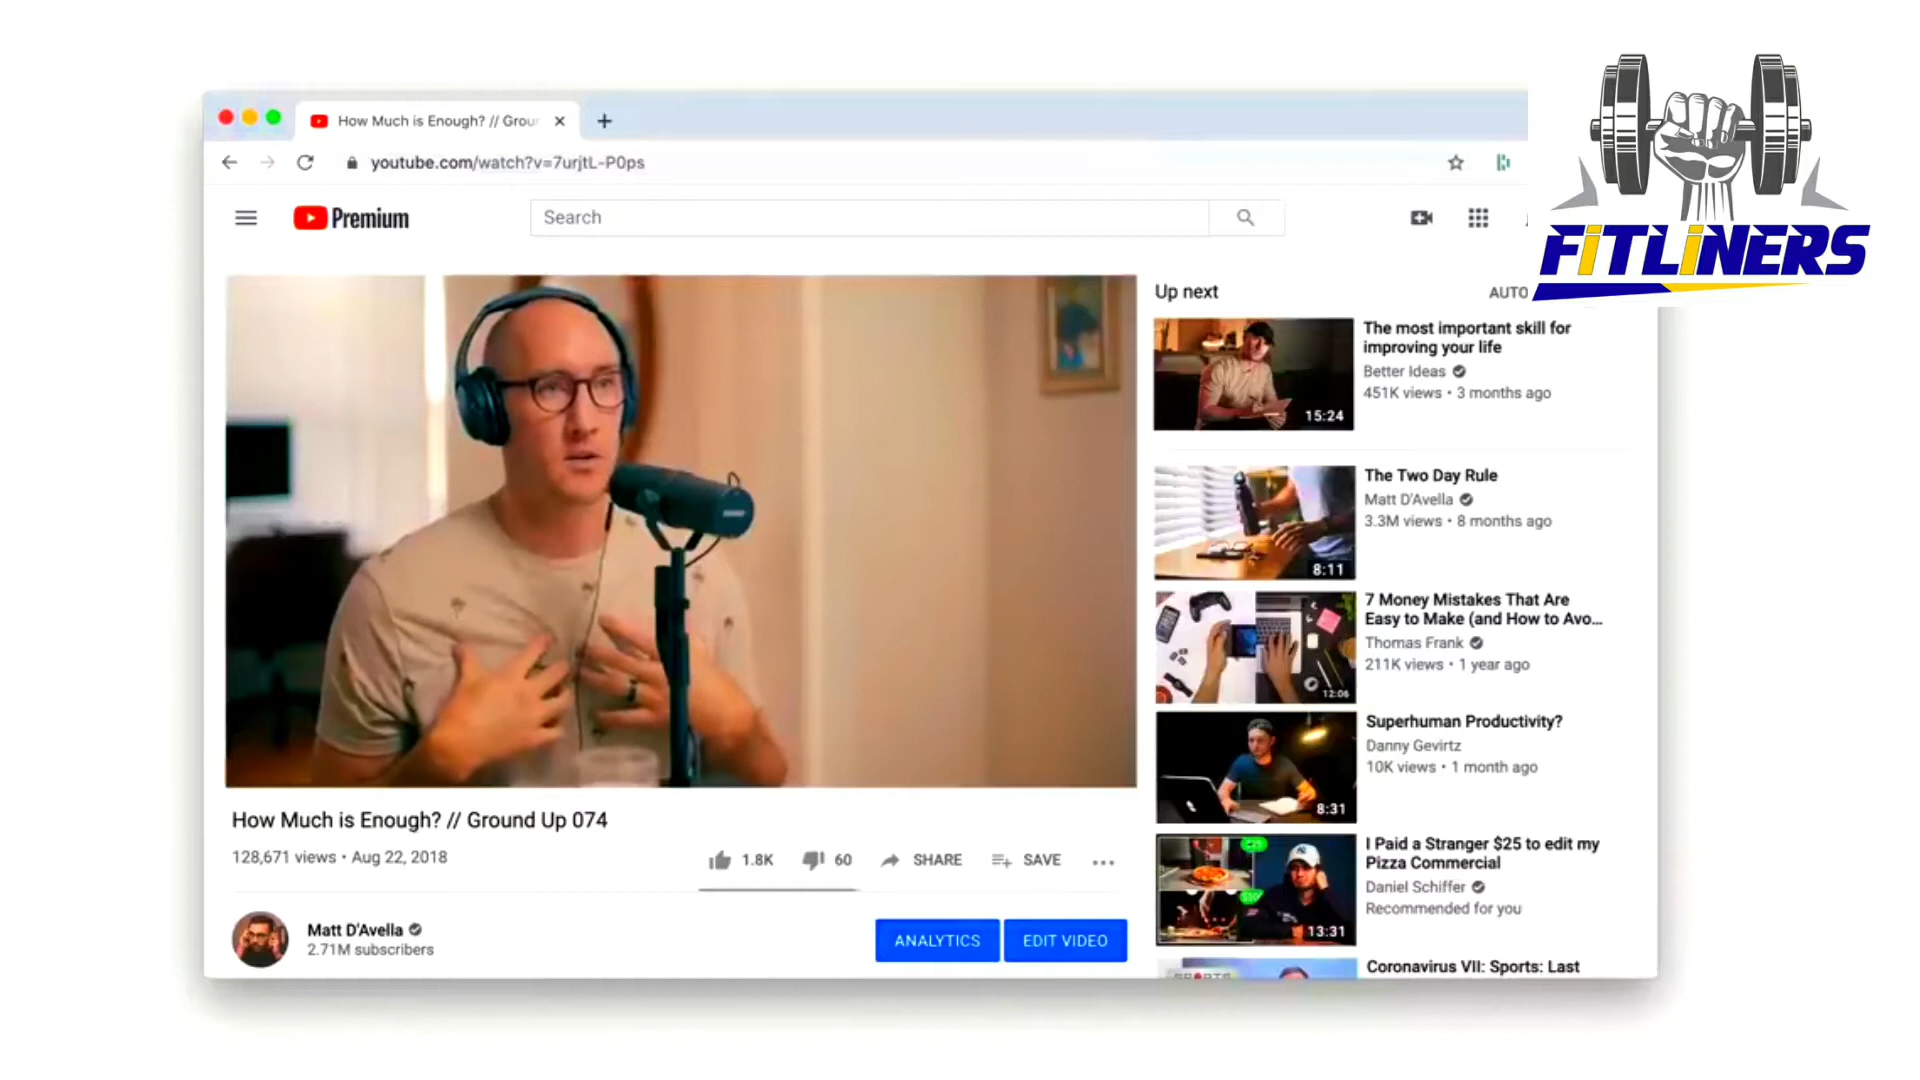 How Much is Enough? // Grou
youtube.com/watch?v=7urjtL-P0ps
Premium
Search
FiTLiNERS
Up next
AUTO
The most important skill for
improving your life
Better Ideas
451K views • 3 months ago
15:24
The Two Day Rule
Matt D'Avella
3.3M views • 8 months ago
8:11
7 Money Mistakes That Are
Easy to Make (and How to Avo...
Thomas Frank
211K views • 1 year ago
12:06
Superhuman Productivity?
Danny Gevirtz
10K views • 1 month ago
8:31
I Paid a Stranger $25 to edit my
Pizza Commercial
Daniel Schiffer
Recommended for you
13:31
Coronavirus VII: Sports: Last
SPORTS
How Much is Enough? // Ground Up 074
128,671 views • Aug 22, 2018
1.8K
60
SHARE
SAVE
Matt D'Avella
2.71M subscribers
ANALYTICS
EDIT VIDEO